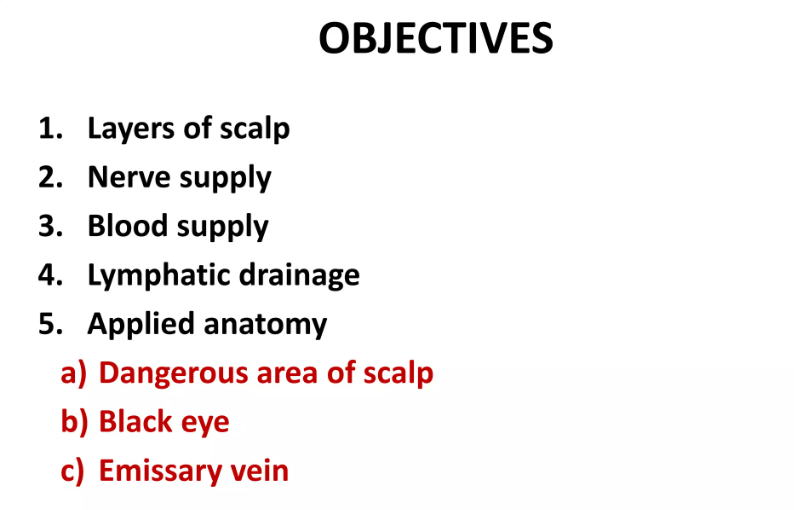 OBJECTIVES
1. Layers of scalp
2. Nerve supply
3. Blood supply
4. Lymphatic drainage
5. Applied anatomy
a) Dangerous area of scalp
b) Black eye
c) Emissary vein